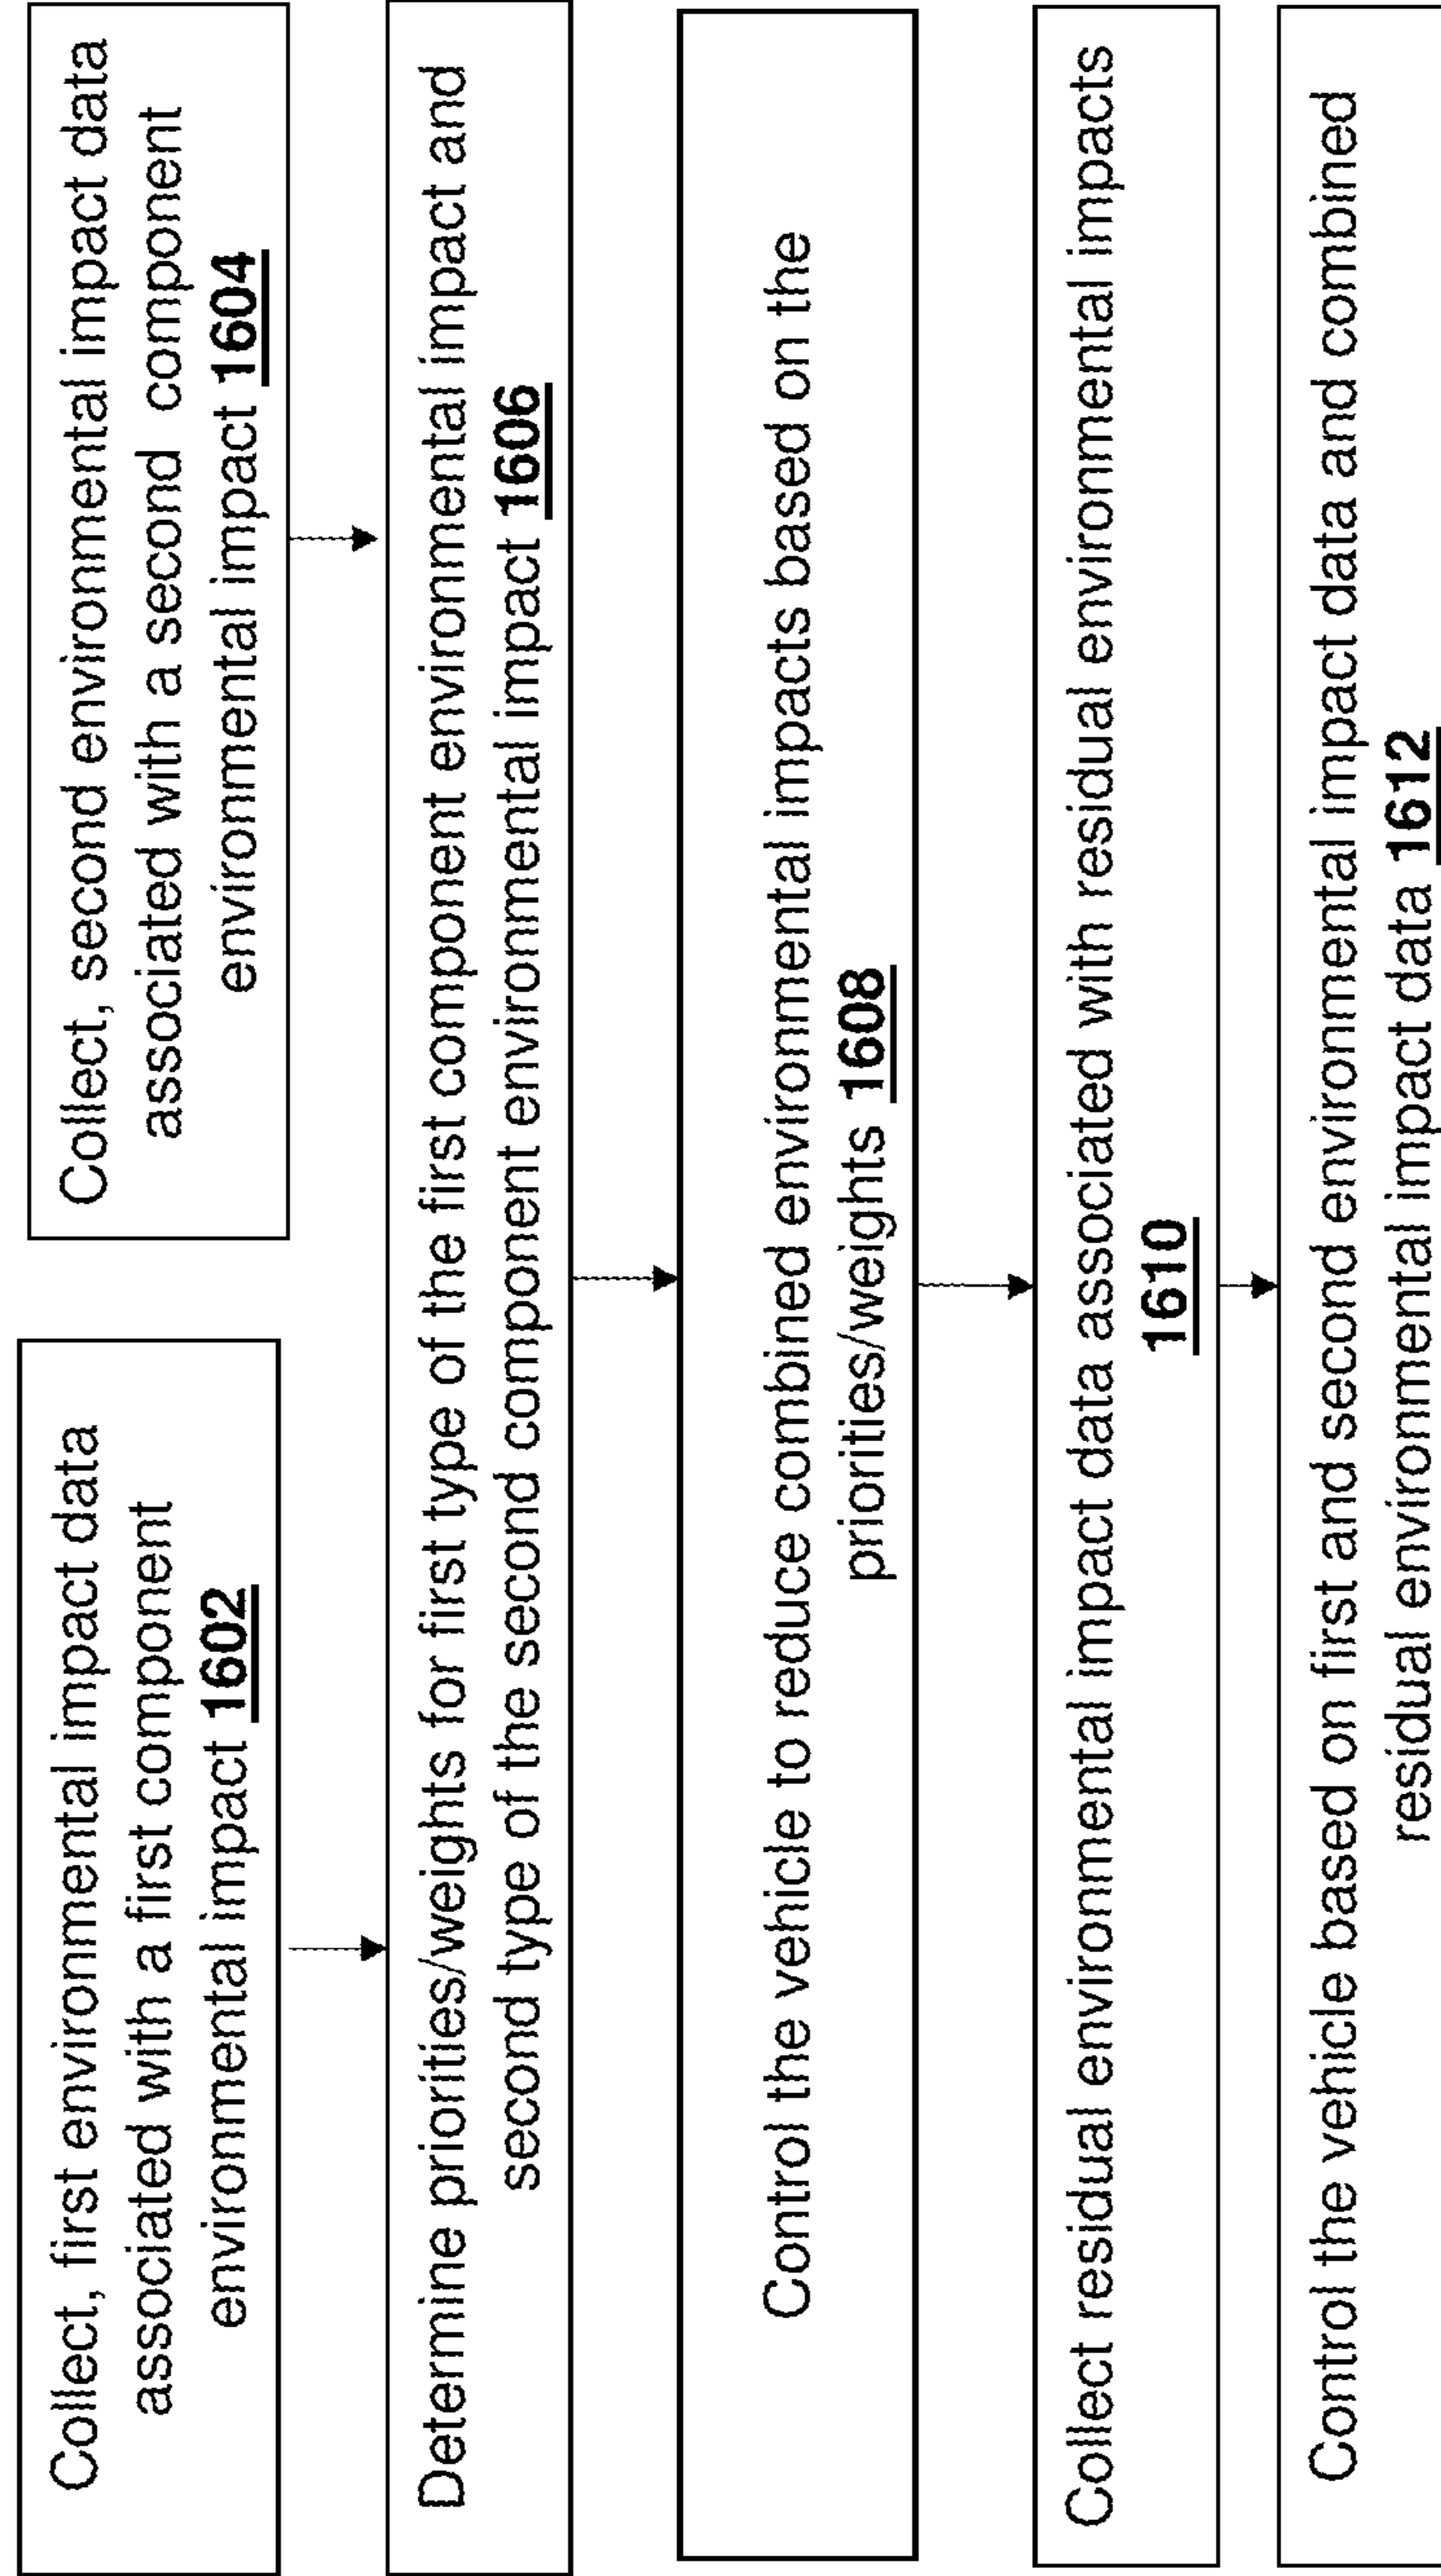 Collect, first environmental impact data
associated with a first component
environmental impact 1602
Collect, second environmental impact data
associated with a second component
environmental impact 1604
Determine priorities/weights for first type of the first component environmental impact and
second type of the second component environmental impact 1606
Control the vehicle to reduce combined environmental impacts based on the
priorities/weights 1608
Collect residual environmental impact data associated with residual environmental impacts
1610
Control the vehicle based on first and second environmental impact data and combined
residual environmental impact data 1612